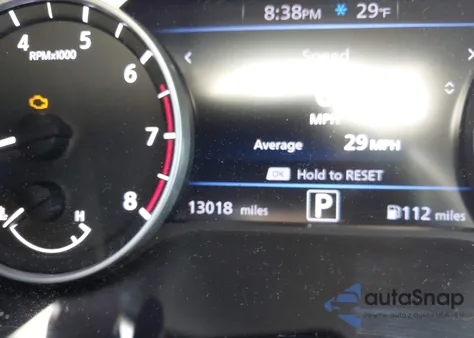 8:38PM ❄ 29°F
4 5 6 7 8
RPMx1000
Speed
MPH
Average 29 MPH
OK Hold to RESET
13018 miles P 112 miles
H
autaSnap